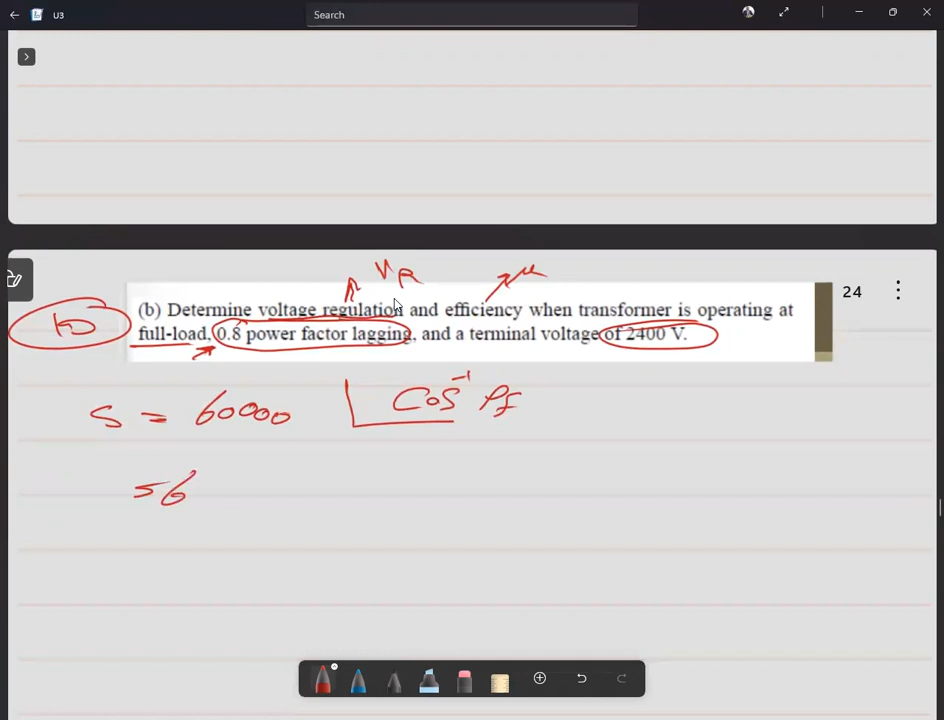 U3
Search
24
VR
μ
(b) Determine voltage regulation and efficiency when transformer is operating at
full-load, 0.8 power factor lagging, and a terminal voltage of 2400 V.
b
S = 60000 ∠ Cos⁻¹ Pf
= 6